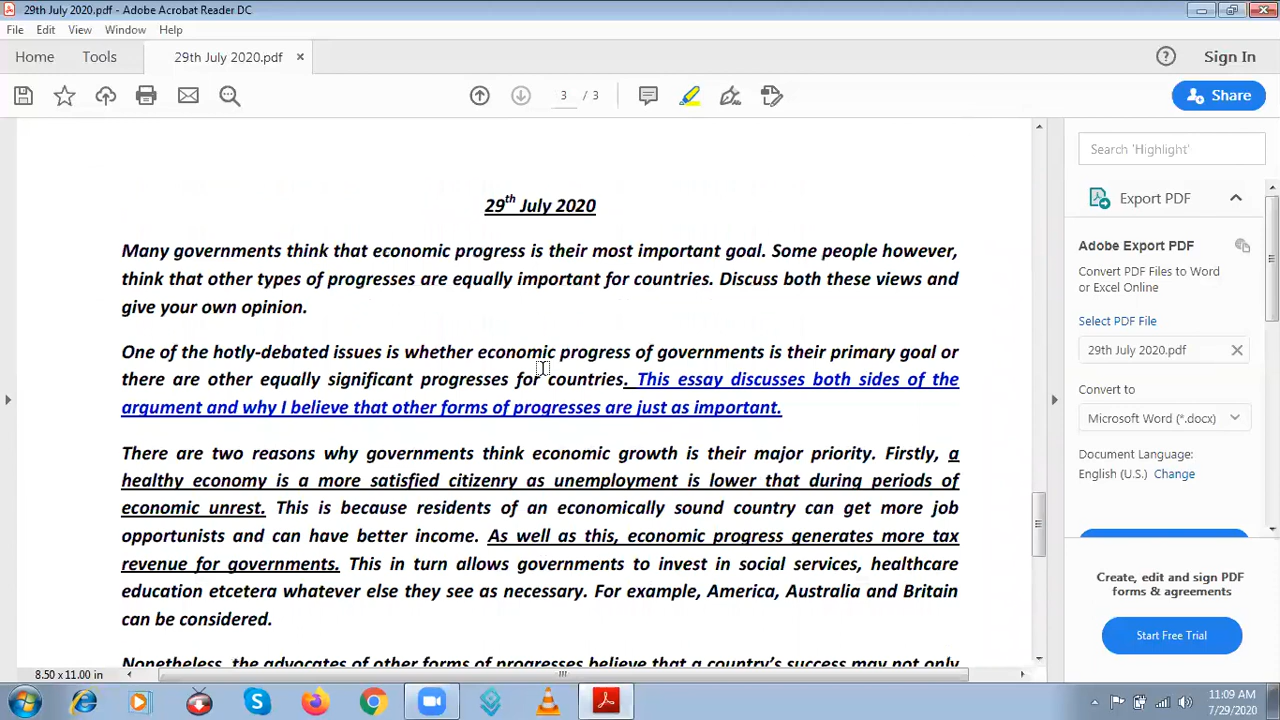 29th July 2020.pdf - Adobe Acrobat Reader DC
File Edit View Window Help
Home Tools 29th July 2020.pdf × Sign In
3 / 3 Share
29th July 2020
Many governments think that economic progress is their most important goal. Some people however,
think that other types of progresses are equally important for countries. Discuss both these views and
give your own opinion.
One of the hotly-debated issues is whether economic progress of governments is their primary goal or
there are other equally significant progresses for countries. This essay discusses both sides of the
argument and why I believe that other forms of progresses are just as important.
There are two reasons why governments think economic growth is their major priority. Firstly, a
healthy economy is a more satisfied citizenry as unemployment is lower that during periods of
economic unrest. This is because residents of an economically sound country can get more job
opportunists and can have better income. As well as this, economic progress generates more tax
revenue for governments. This in turn allows governments to invest in social services, healthcare
education etcetera whatever else they see as necessary. For example, America, Australia and Britain
can be considered.
Nonetheless, the advocates of other forms of progresses believe that a country's success may not only
8.50 x 11.00 in
Search 'Highlight'
Export PDF
Adobe Export PDF
Convert PDF Files to Word
or Excel Online
Select PDF File
29th July 2020.pdf
Convert to
Microsoft Word (*.docx)
Document Language:
English (U.S.) Change
Create, edit and sign PDF
forms & agreements
Start Free Trial
11:09 AM
7/29/2020